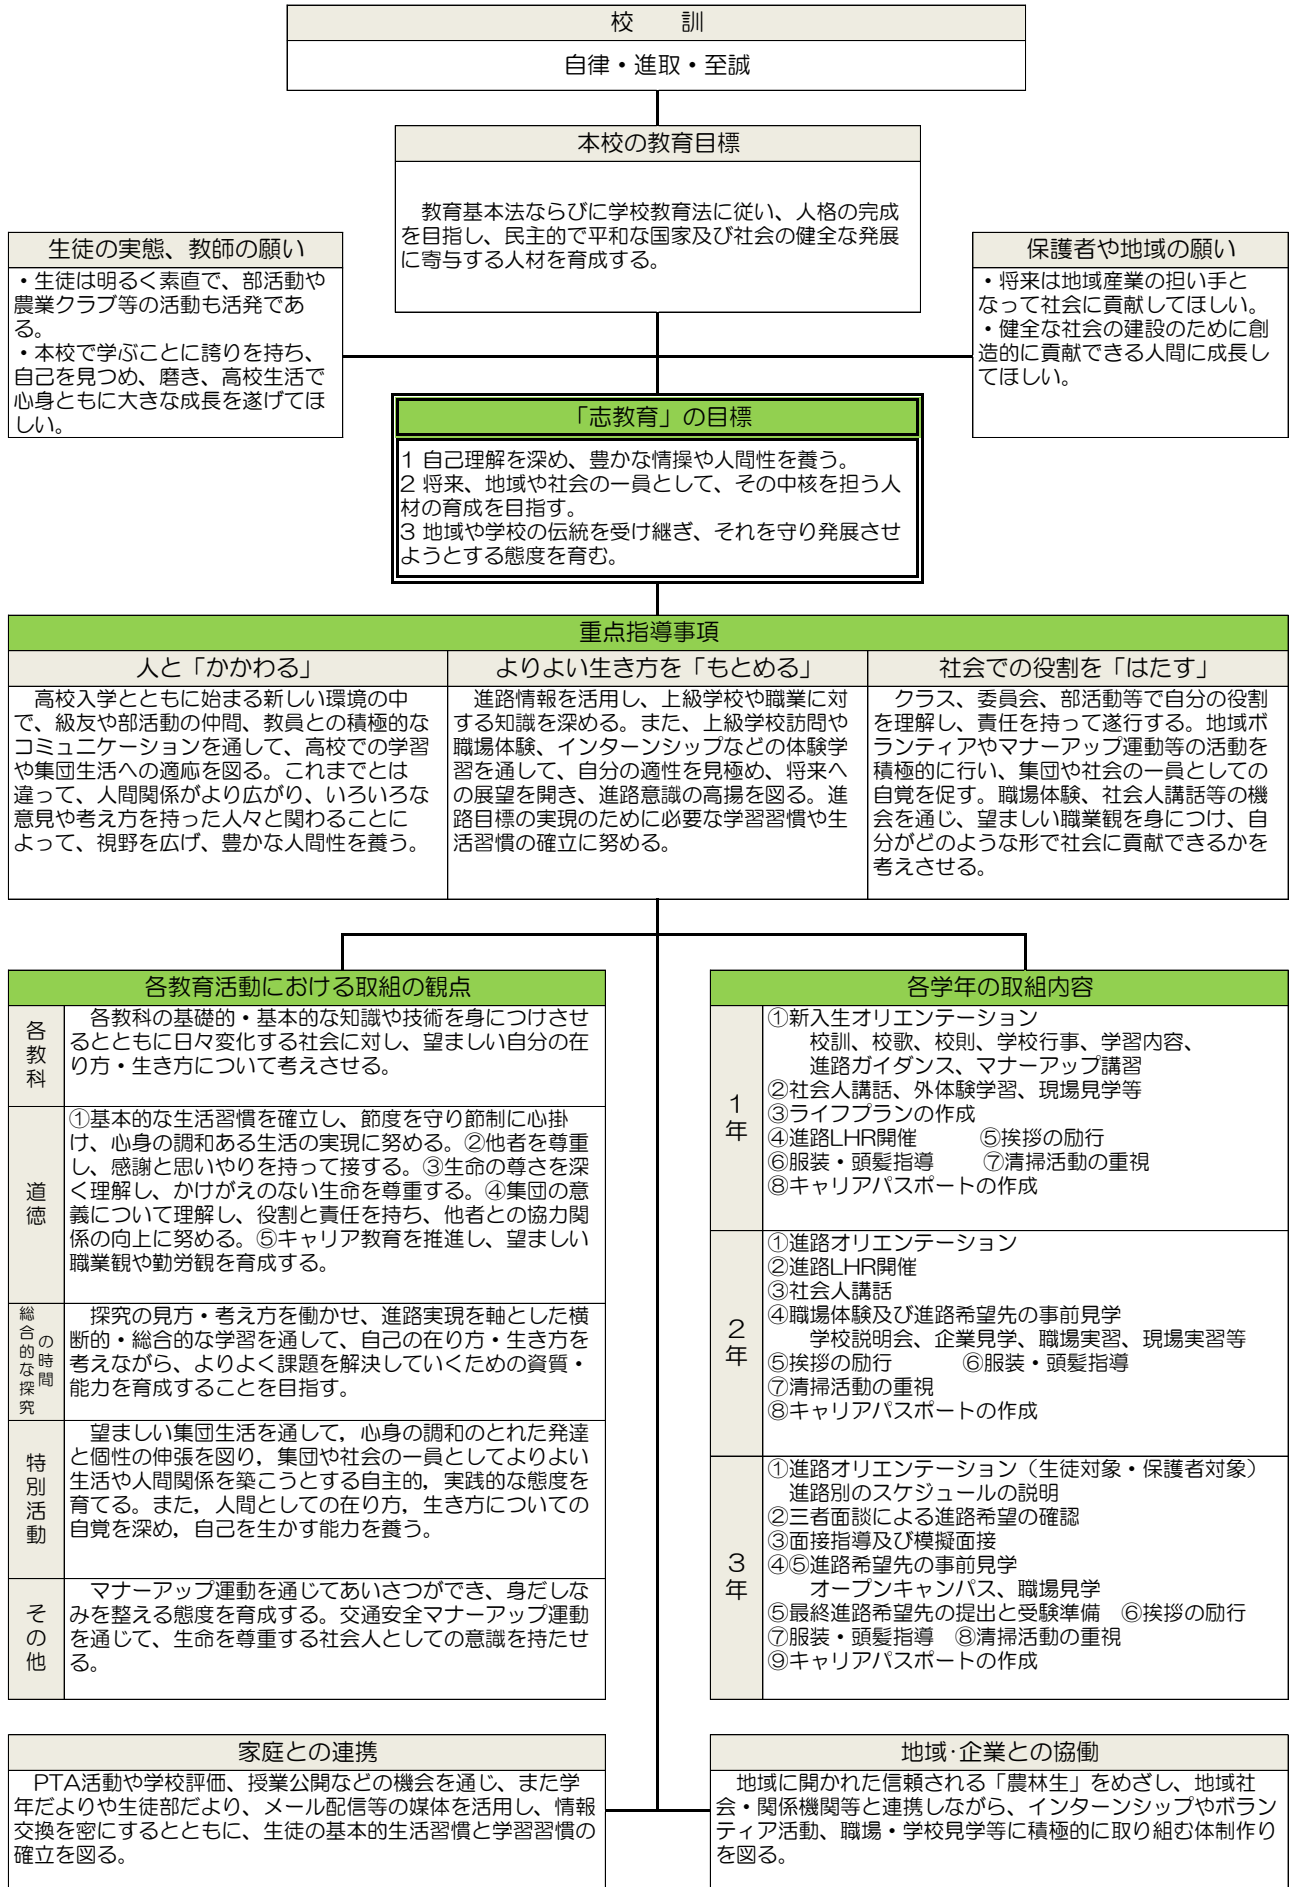 校　　訓
自律・進取・至誠
本校の教育目標
教育基本法ならびに学校教育法に従い、人格の完成
を目指し、民主的で平和な国家及び社会の健全な発展
に寄与する人材を育成する。
生徒の実態、教師の願い
・生徒は明るく素直で、部活動や
農業クラブ等の活動も活発であ
る。
・本校で学ぶことに誇りを持ち、
自己を見つめ、磨き、高校生活で
心身ともに大きな成長を遂げてほ
しい。
保護者や地域の願い
・将来は地域産業の担い手と
なって社会に貢献してほしい。
・健全な社会の建設のために創
造的に貢献できる人間に成長し
てほしい。
「志教育」の目標
1 自己理解を深め、豊かな情操や人間性を養う。
2 将来、地域や社会の一員として、その中核を担う人
材の育成を目指す。
3 地域や学校の伝統を受け継ぎ、それを守り発展させ
ようとする態度を育む。
重点指導事項
人と「かかわる」
高校入学とともに始まる新しい環境の中
で、級友や部活動の仲間、教員との積極的な
コミュニケーションを通して、高校での学習
や集団生活への適応を図る。これまでとは
違って、人間関係がより広がり、いろいろな
意見や考え方を持った人々と関わることに
よって、視野を広げ、豊かな人間性を養う。
よりよい生き方を「もとめる」
進路情報を活用し、上級学校や職業に対
する知識を深める。また、上級学校訪問や
職場体験、インターンシップなどの体験学
習を通して、自分の適性を見極め、将来へ
の展望を開き、進路意識の高揚を図る。進
路目標の実現のために必要な学習習慣や生
活習慣の確立に努める。
社会での役割を「はたす」
クラス、委員会、部活動等で自分の役割
を理解し、責任を持って遂行する。地域ボ
ランティアやマナーアップ運動等の活動を
積極的に行い、集団や社会の一員としての
自覚を促す。職場体験、社会人講話等の機
会を通じ、望ましい職業観を身につけ、自
分がどのような形で社会に貢献できるかを
考えさせる。
各教育活動における取組の観点
各教科
各教科の基礎的・基本的な知識や技術を身につけさせ
るとともに日々変化する社会に対し、望ましい自分の在
り方・生き方について考えさせる。
道徳
①基本的な生活習慣を確立し、節度を守り節制に心掛
け、心身の調和ある生活の実現に努める。②他者を尊重
し、感謝と思いやりを持って接する。③生命の尊さを深
く理解し、かけがえのない生命を尊重する。④集団の意
義について理解し、役割と責任を持ち、他者との協力関
係の向上に努める。⑤キャリア教育を推進し、望ましい
職業観や勤労観を育成する。
総合的な探究
の時間
探究の見方・考え方を働かせ、進路実現を軸とした横
断的・総合的な学習を通して、自己の在り方・生き方を
考えながら、よりよく課題を解決していくための資質・
能力を育成することを目指す。
特別活動
望ましい集団生活を通して，心身の調和のとれた発達
と個性の伸張を図り，集団や社会の一員としてよりよい
生活や人間関係を築こうとする自主的，実践的な態度を
育てる。また，人間としての在り方，生き方についての
自覚を深め，自己を生かす能力を養う。
その他
マナーアップ運動を通じてあいさつができ、身だしな
みを整える態度を育成する。交通安全マナーアップ運動
を通じて、生命を尊重する社会人としての意識を持たせ
る。
各学年の取組内容
1年
①新入生オリエンテーション
校訓、校歌、校則、学校行事、学習内容、
進路ガイダンス、マナーアップ講習
②社会人講話、外体験学習、現場見学等
③ライフプランの作成
④進路LHR開催　⑤挨拶の励行
⑥服装・頭髪指導　⑦清掃活動の重視
⑧キャリアパスポートの作成
2年
①進路オリエンテーション
②進路LHR開催
③社会人講話
④職場体験及び進路希望先の事前見学
学校説明会、企業見学、職場実習、現場実習等
⑤挨拶の励行　⑥服装・頭髪指導
⑦清掃活動の重視
⑧キャリアパスポートの作成
3年
①進路オリエンテーション（生徒対象・保護者対象）
進路別のスケジュールの説明
②三者面談による進路希望の確認
③面接指導及び模擬面接
④⑤進路希望先の事前見学
オープンキャンパス、職場見学
⑤最終進路希望先の提出と受験準備　⑥挨拶の励行
⑦服装・頭髪指導　⑧清掃活動の重視
⑨キャリアパスポートの作成
家庭との連携
PTA活動や学校評価、授業公開などの機会を通じ、また学
年だよりや生徒部だより、メール配信等の媒体を活用し、情報
交換を密にするとともに、生徒の基本的生活習慣と学習習慣の
確立を図る。
地域･企業との協働
地域に開かれた信頼される「農林生」をめざし、地域社
会・関係機関等と連携しながら、インターンシップやボラン
ティア活動、職場・学校見学等に積極的に取り組む体制作り
を図る。